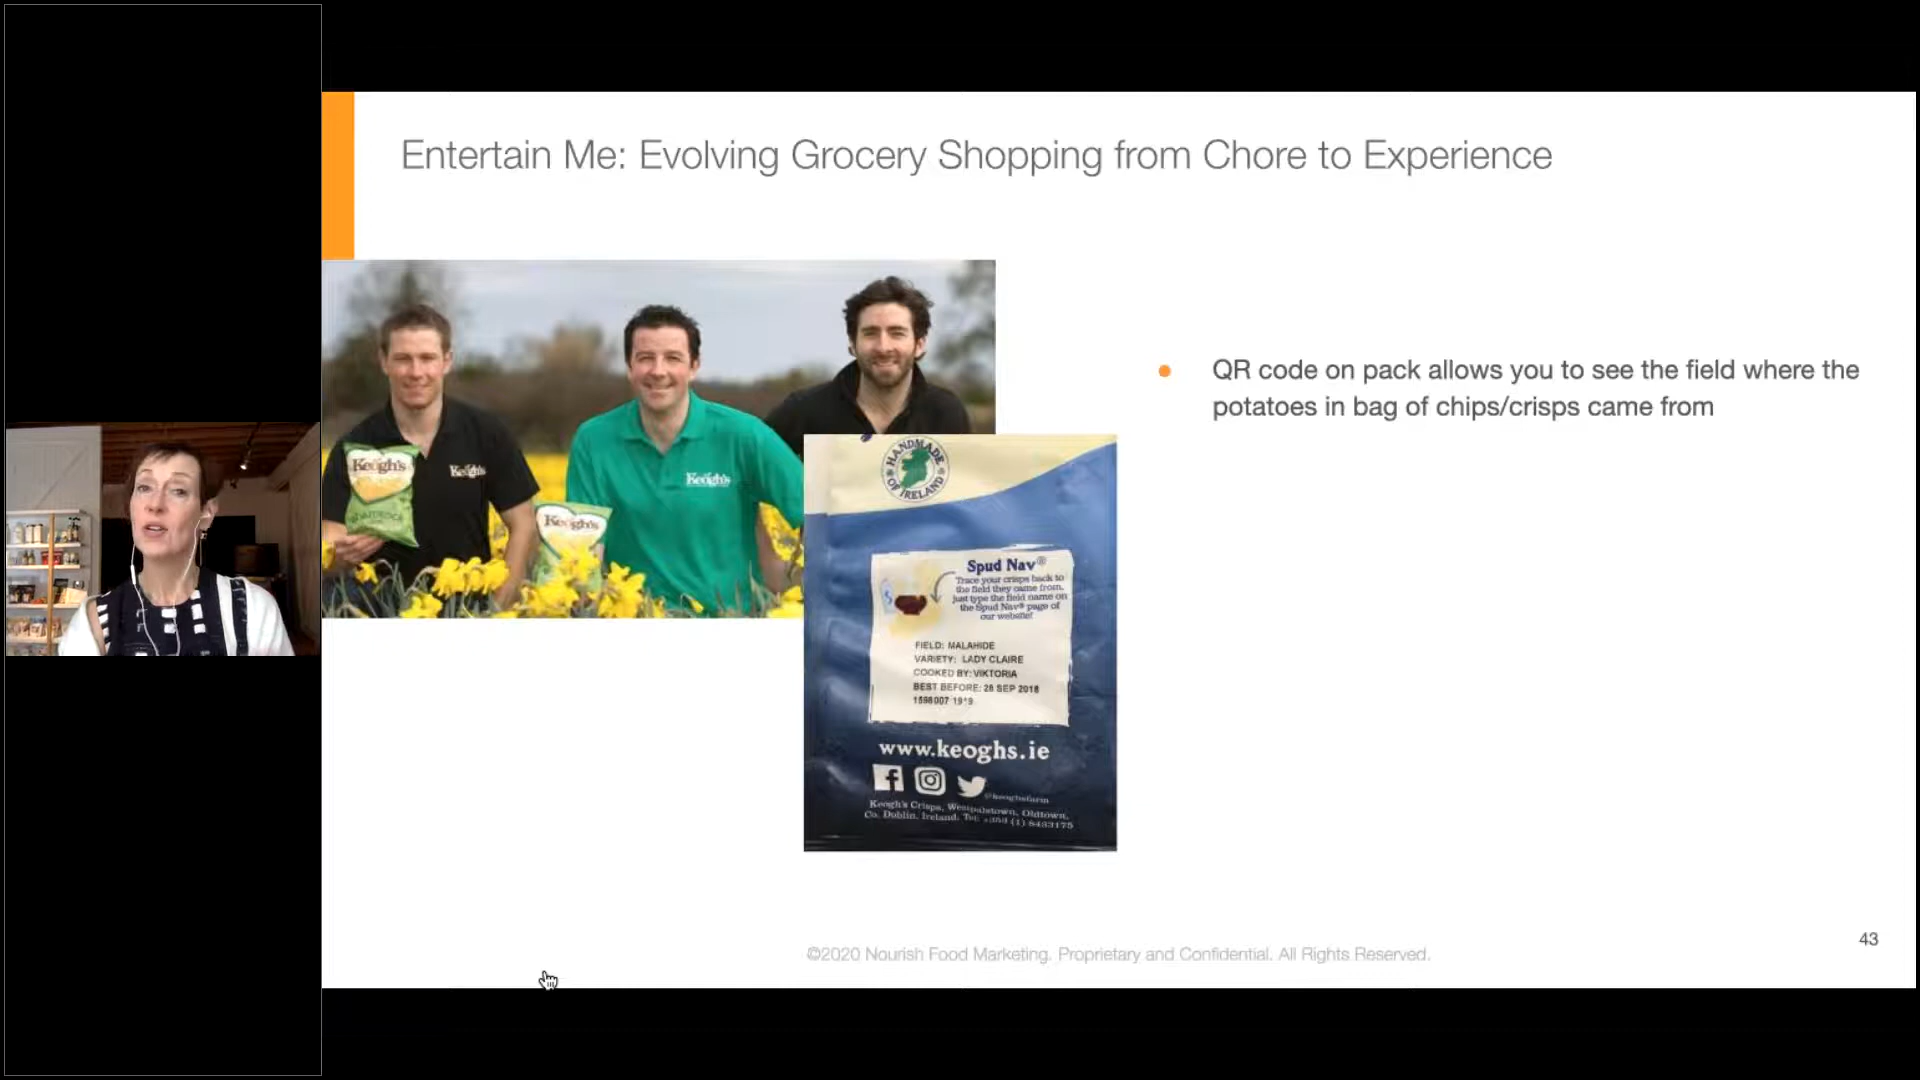 Entertain Me: Evolving Grocery Shopping from Chore to Experience
QR code on pack allows you to see the field where the
potatoes in bag of chips/crisps came from
Keogh's
Keogh's
Keogh's
Keogh's
HANDMADE
OF IRELAND
Spud Nav®
Trace your crisps back to
the field they came from,
just type the field name on
the Spud Nav® page of
our website!
FIELD: MALAHIDE
VARIETY: LADY CLAIRE
COOKED BY: VIKTORIA
BEST BEFORE: 28 SEP 2018
www.keoghs.ie
@keoghsfarm
Keogh's Crisps, Westpalstown, Oldtown,
Co. Dublin, Ireland. Tel: +353 (1) 8433175
43
©2020 Nourish Food Marketing. Proprietary and Confidential. All Rights Reserved.